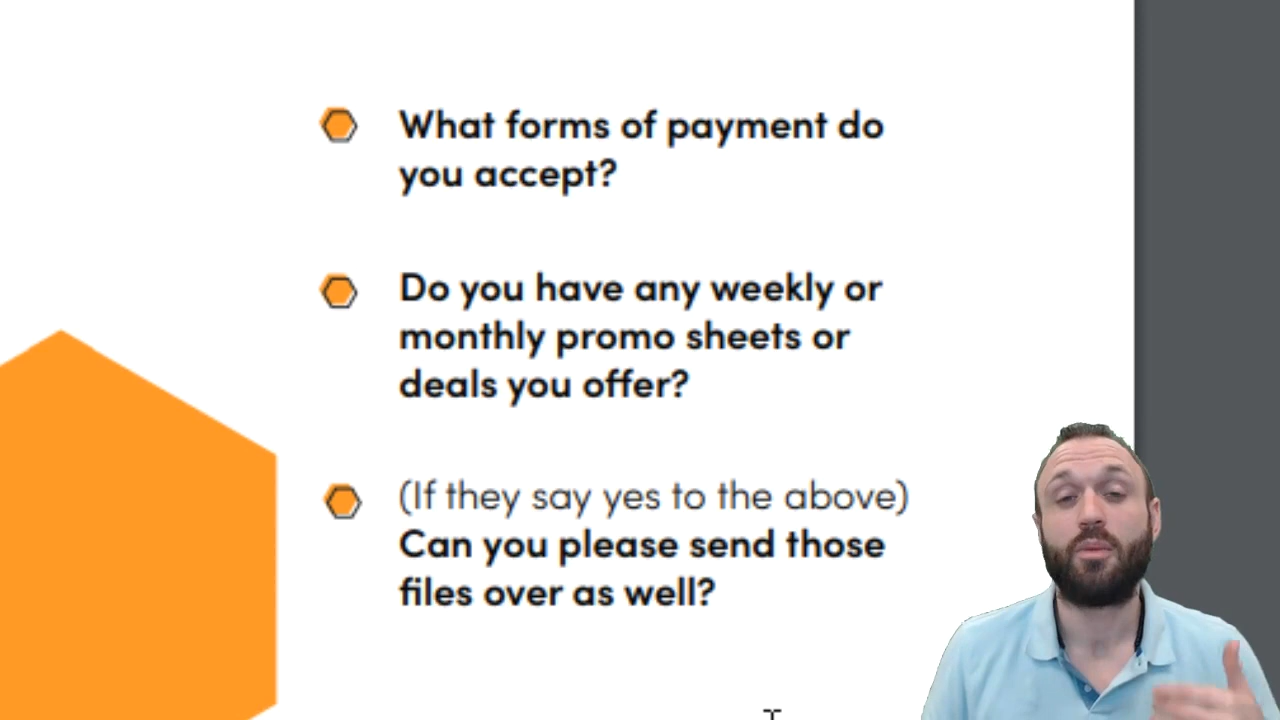 What forms of payment do
you accept?
Do you have any weekly or
monthly promo sheets or
deals you offer?
(If they say yes to the above)
Can you please send those
files over as well?